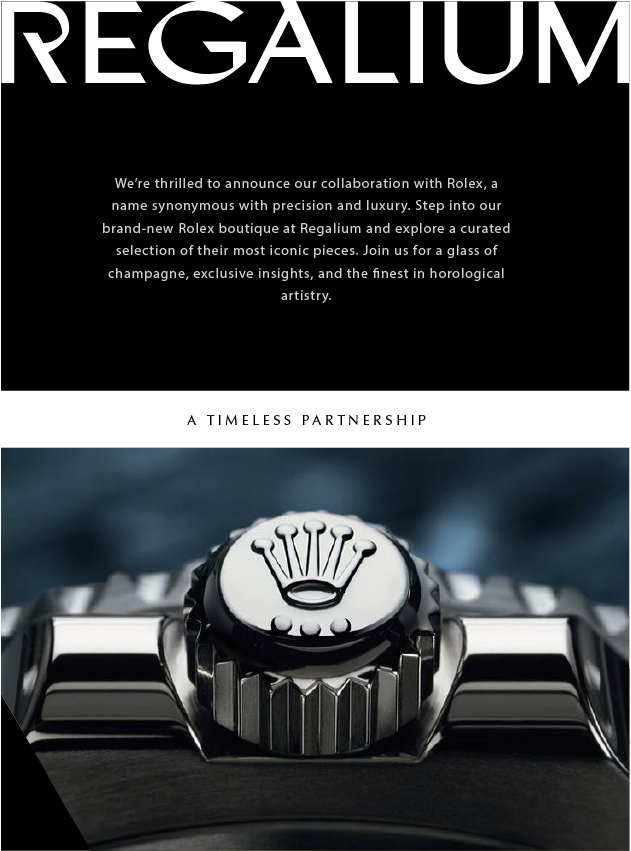 REGALIUM
We’re thrilled to announce our collaboration with Rolex, a
name synonymous with precision and luxury. Step into our
brand-new Rolex boutique at Regalium and explore a curated
selection of their most iconic pieces. Join us for a glass of
champagne, exclusive insights, and the finest in horological
artistry.
A TIMELESS PARTNERSHIP